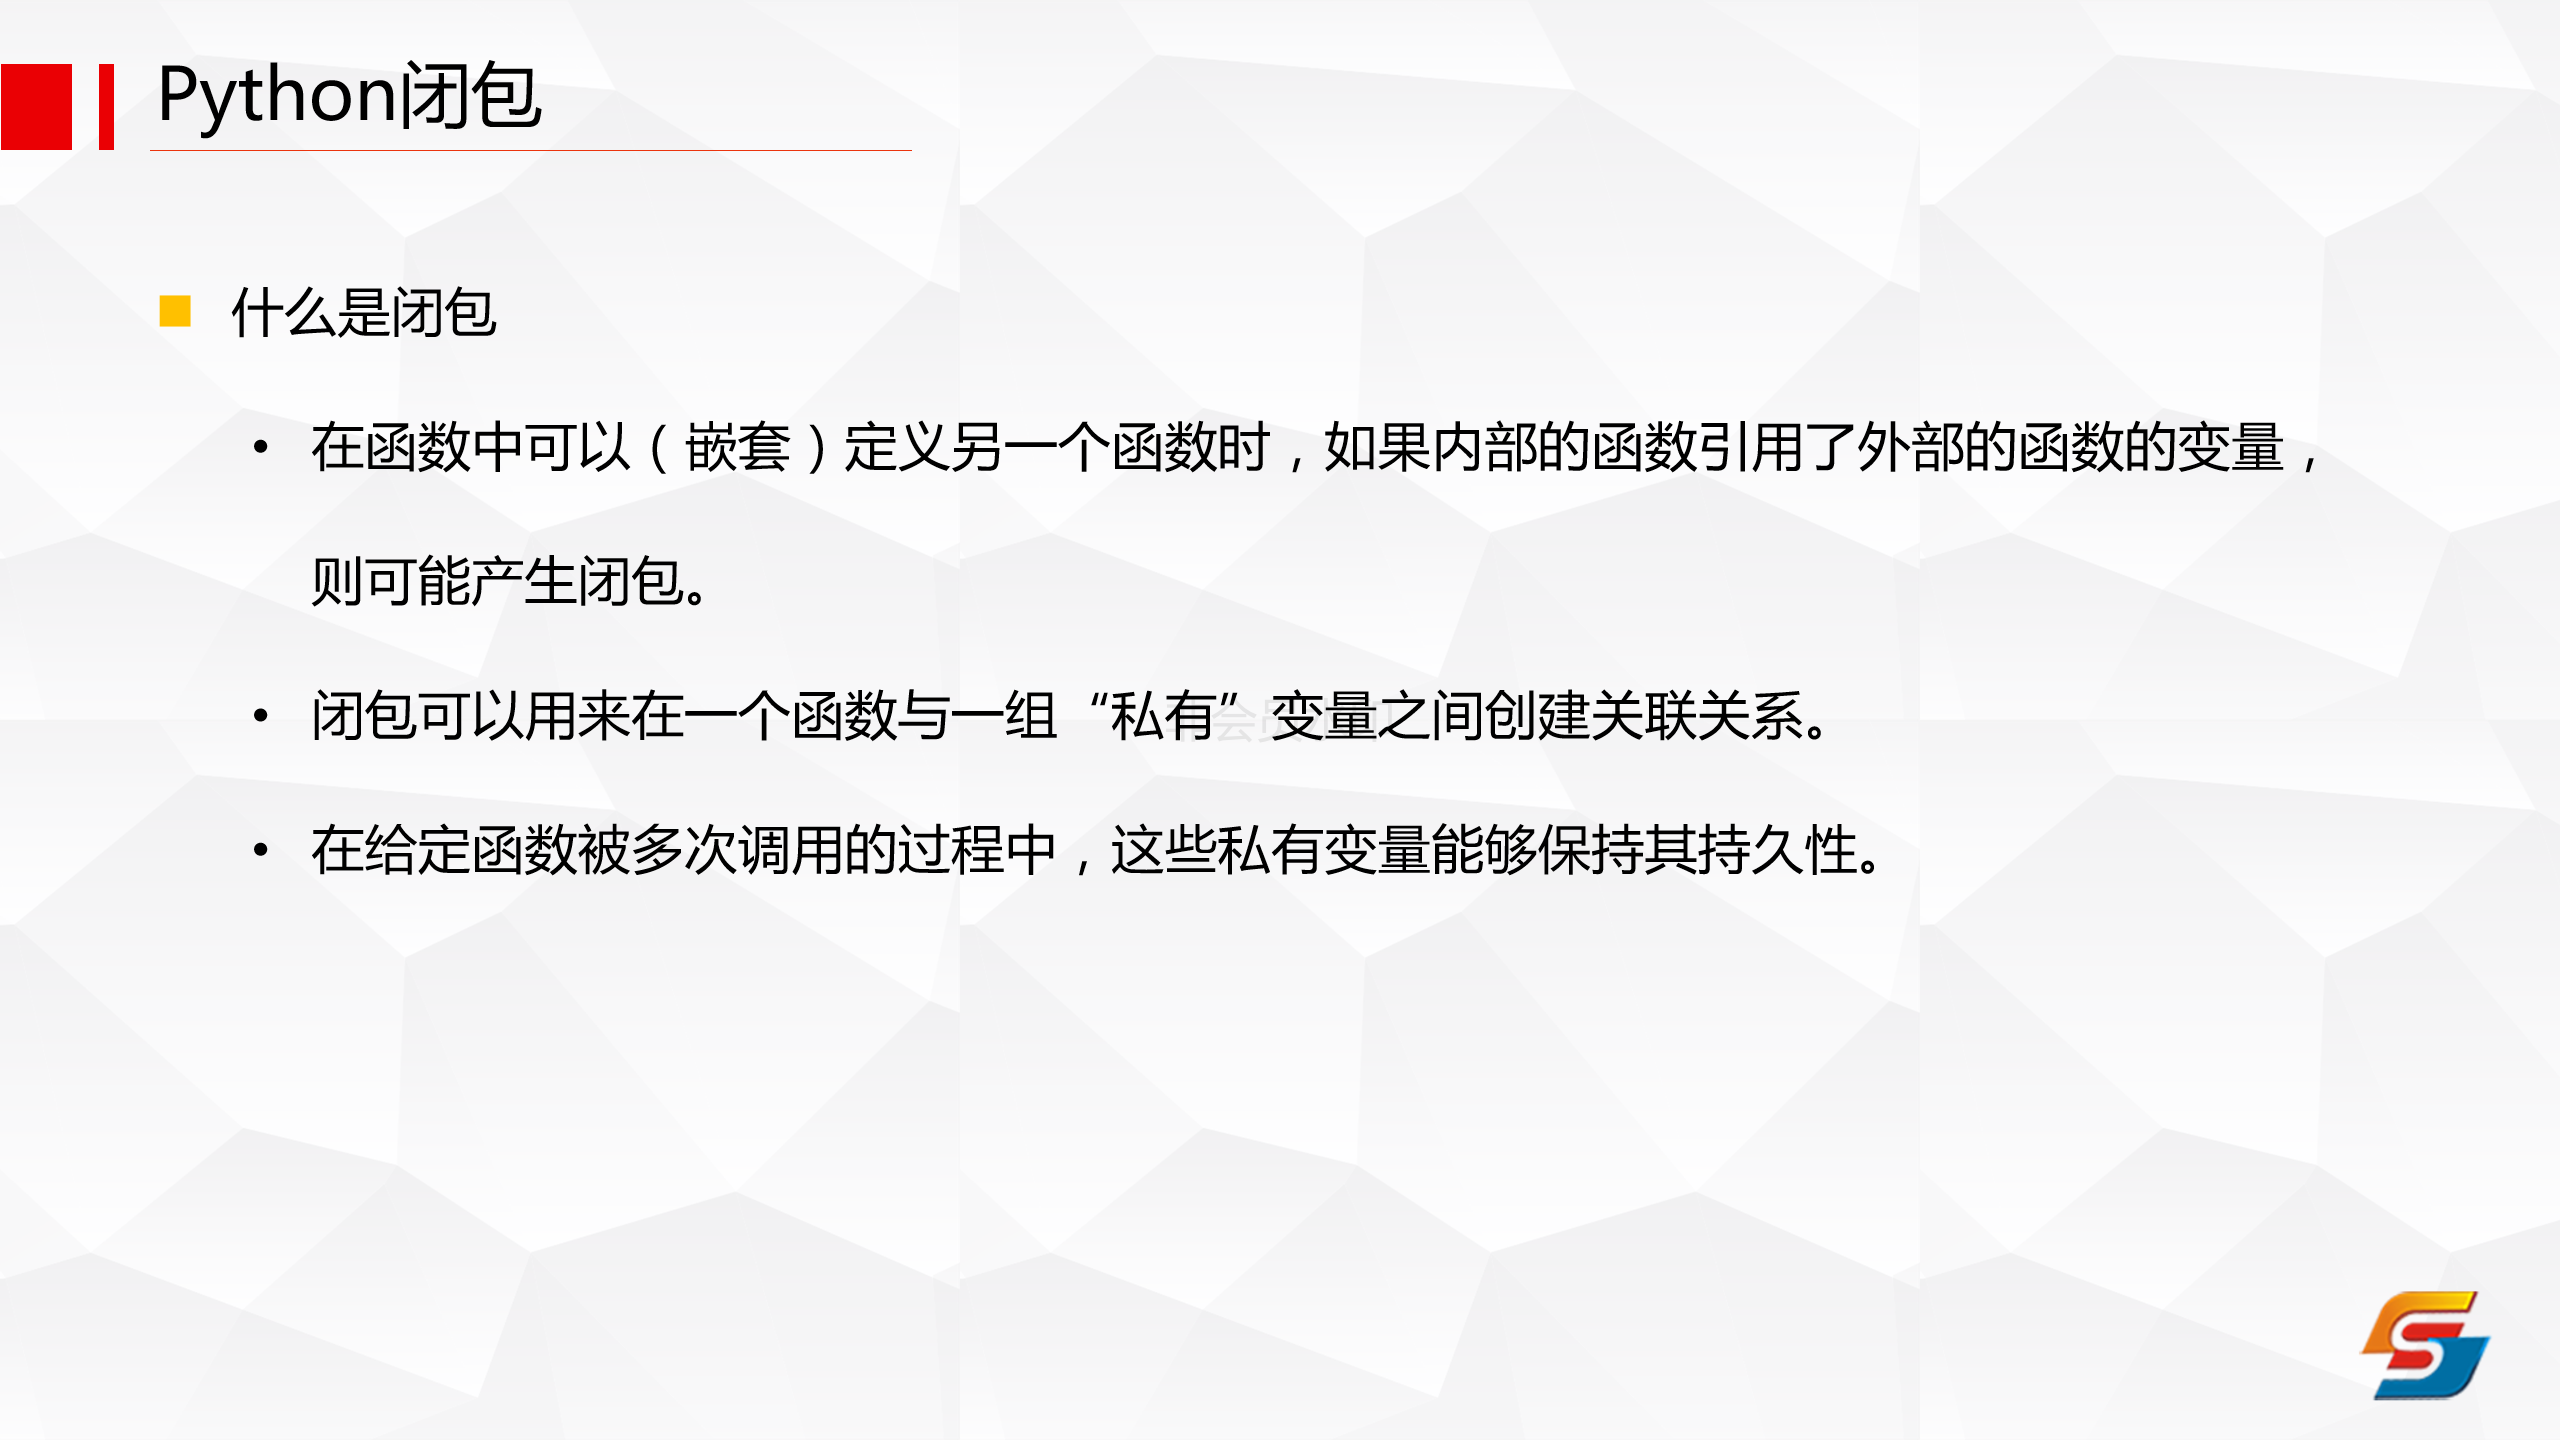 Python闭包
什么是闭包
在函数中可以（嵌套）定义另一个函数时，如果内部的函数引用了外部的函数的变量，
则可能产生闭包。
闭包可以用来在一个函数与一组“私有”变量之间创建关联关系。
在给定函数被多次调用的过程中，这些私有变量能够保持其持久性。